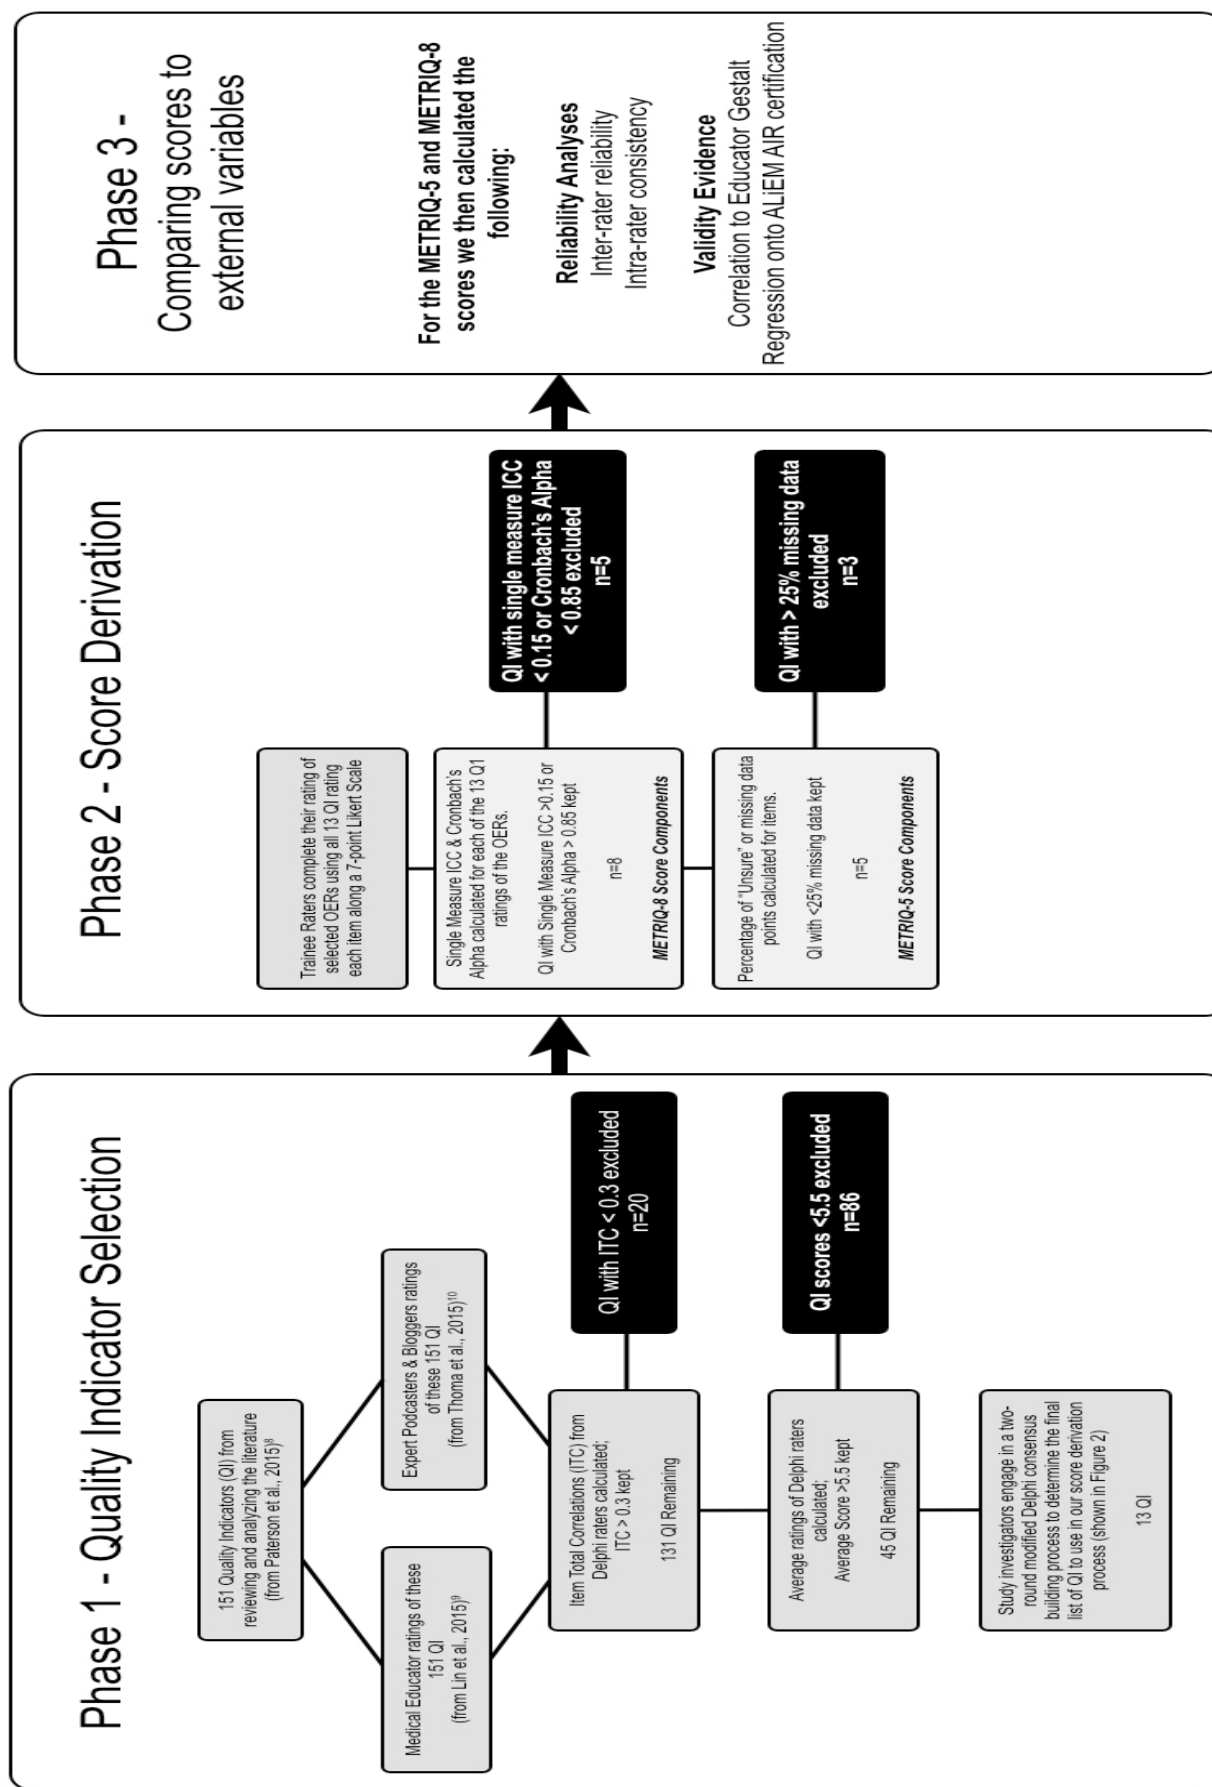 Phase 1 - Quality Indicator Selection
151 Quality Indicators (QI) from
reviewing and analyzing the literature
(from Paterson et al., 2015)⁸
Medical Educator ratings of these
151 QI
(from Lin et al., 2015)⁹
Expert Podcasters & Bloggers ratings
of these 151 QI
(from Thoma et al., 2015)¹⁰
Item Total Correlations (ITC) from
Delphi raters calculated;
ITC > 0.3 kept
131 QI Remaining
QI with ITC < 0.3 excluded
n=20
Average ratings of Delphi raters
calculated;
Average Score >5.5 kept
45 QI Remaining
QI scores <5.5 excluded
n=86
Study investigators engage in a two-
round modified Delphi consensus
building process to determine the final
list of QI to use in our score derivation
process (shown in Figure 2)
13 QI
Phase 2 - Score Derivation
Trainee Raters complete their rating of
selected OERs using all 13 QI rating
each item along a 7-point Likert Scale
Single Measure ICC & Cronbach's
Alpha calculated for each of the 13 Q1
ratings of the OERs.
QI with Single Measure ICC >0.15 or
Cronbach's Alpha > 0.85 kept
n=8
METRIQ-8 Score Components
QI with single measure ICC
< 0.15 or Cronbach's Alpha
< 0.85 excluded
n=5
Percentage of "Unsure" or missing data
points calculated for items.
QI with <25% missing data kept
n=5
METRIQ-5 Score Components
QI with > 25% missing data
excluded
n=3
Phase 3 -
Comparing scores to
external variables
For the METRIQ-5 and METRIQ-8
scores we then calculated the
following:
Reliability Analyses
Inter-rater reliability
Intra-rater consistency
Validity Evidence
Correlation to Educator Gestalt
Regression onto ALiEM AIR certification